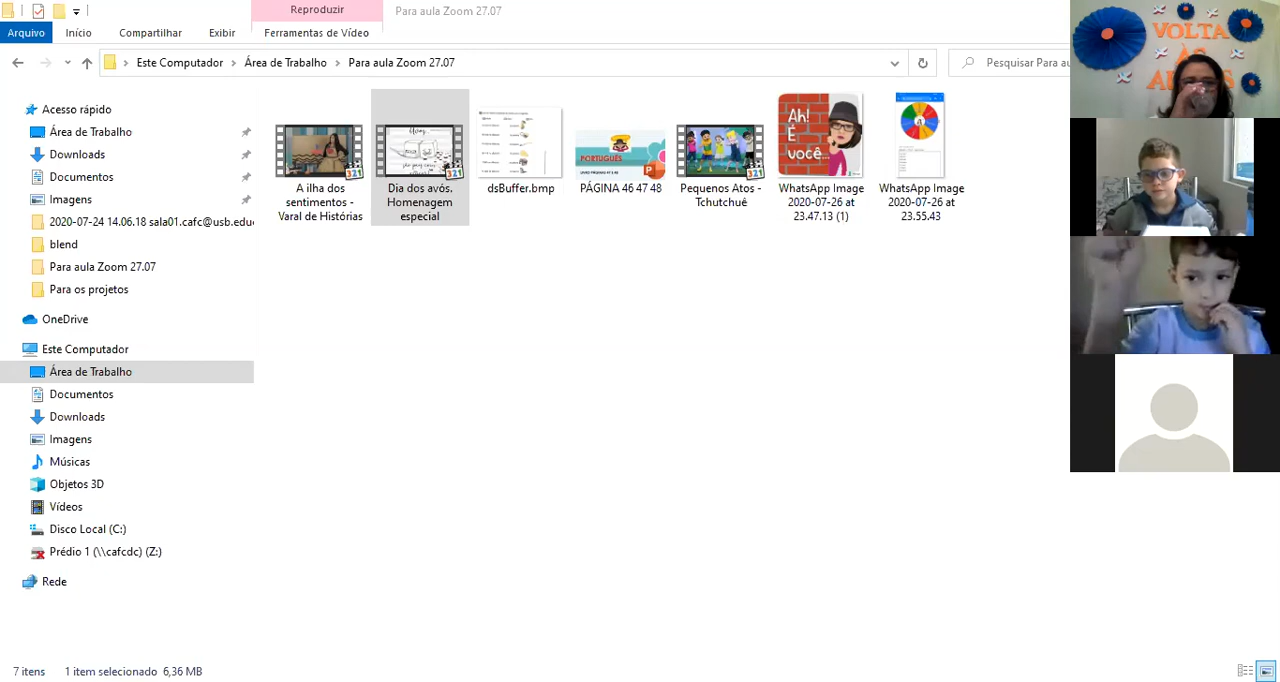 Reproduzir
Para aula Zoom 27.07
Arquivo
Início
Compartilhar
Exibir
Ferramentas de Vídeo
Este Computador
Área de Trabalho
Para aula Zoom 27.07
Pesquisar Para au
Acesso rápido
Área de Trabalho
Downloads
Documentos
Imagens
2020-07-24 14.06.18 sala01.cafc@usb.educ
blend
Para aula Zoom 27.07
Para os projetos
OneDrive
Este Computador
Área de Trabalho
Documentos
Downloads
Imagens
Músicas
Objetos 3D
Vídeos
Disco Local (C:)
Prédio 1 (\\cafcdc) (Z:)
Rede
A ilha dos
sentimentos -
Varal de Histórias
321
Dia dos avós.
Homenagem
especial
321
dsBuffer.bmp
PORTUGUÊS
PÁGINA 46 47 48
Pequenos Atos -
Tchutchuê
321
Ah!
É
você...
WhatsApp Image
2020-07-26 at
23.47.13 (1)
WhatsApp Image
2020-07-26 at
23.55.43
VOLTA
ÀS
7 itens
1 item selecionado 6,36 MB